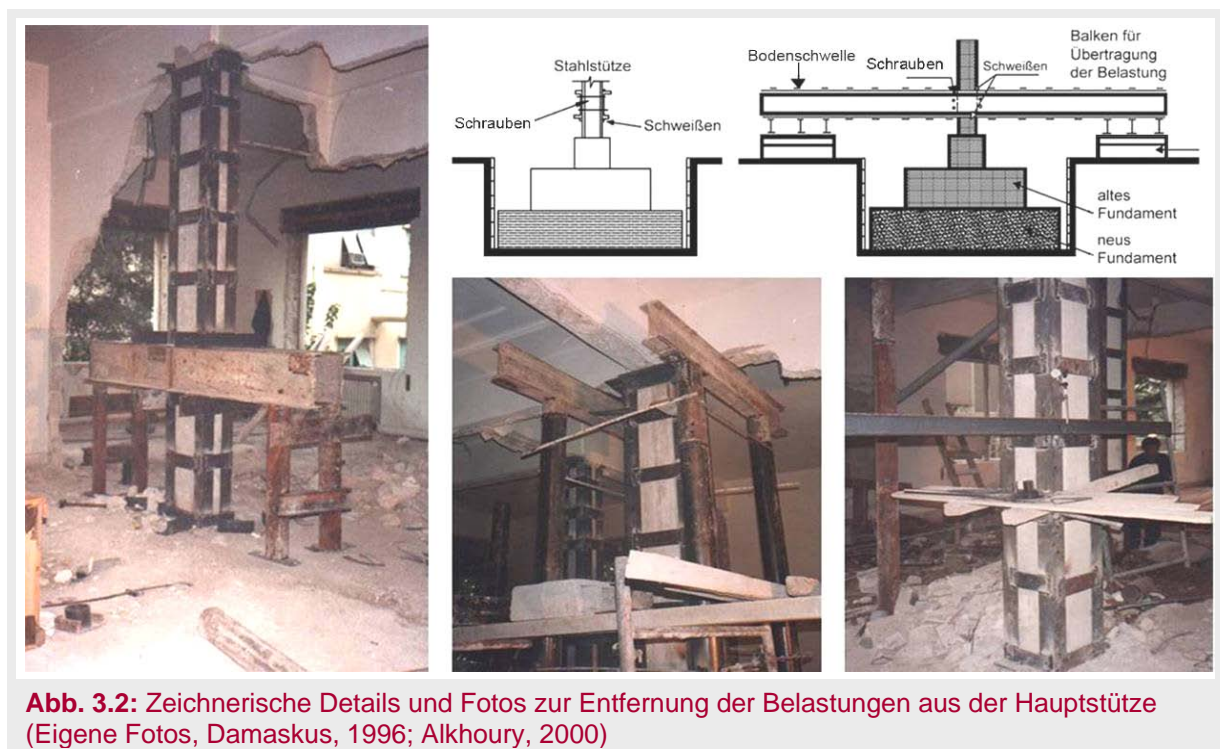 Stahlstütze
Schrauben
Schweißen
Bodenschwelle
Schrauben
Schweißen
Balken für
Übertragung
der Belastung
altes
Fundament
neus
Fundament
Abb. 3.2: Zeichnerische Details und Fotos zur Entfernung der Belastungen aus der Hauptstütze
(Eigene Fotos, Damaskus, 1996; Alkhoury, 2000)